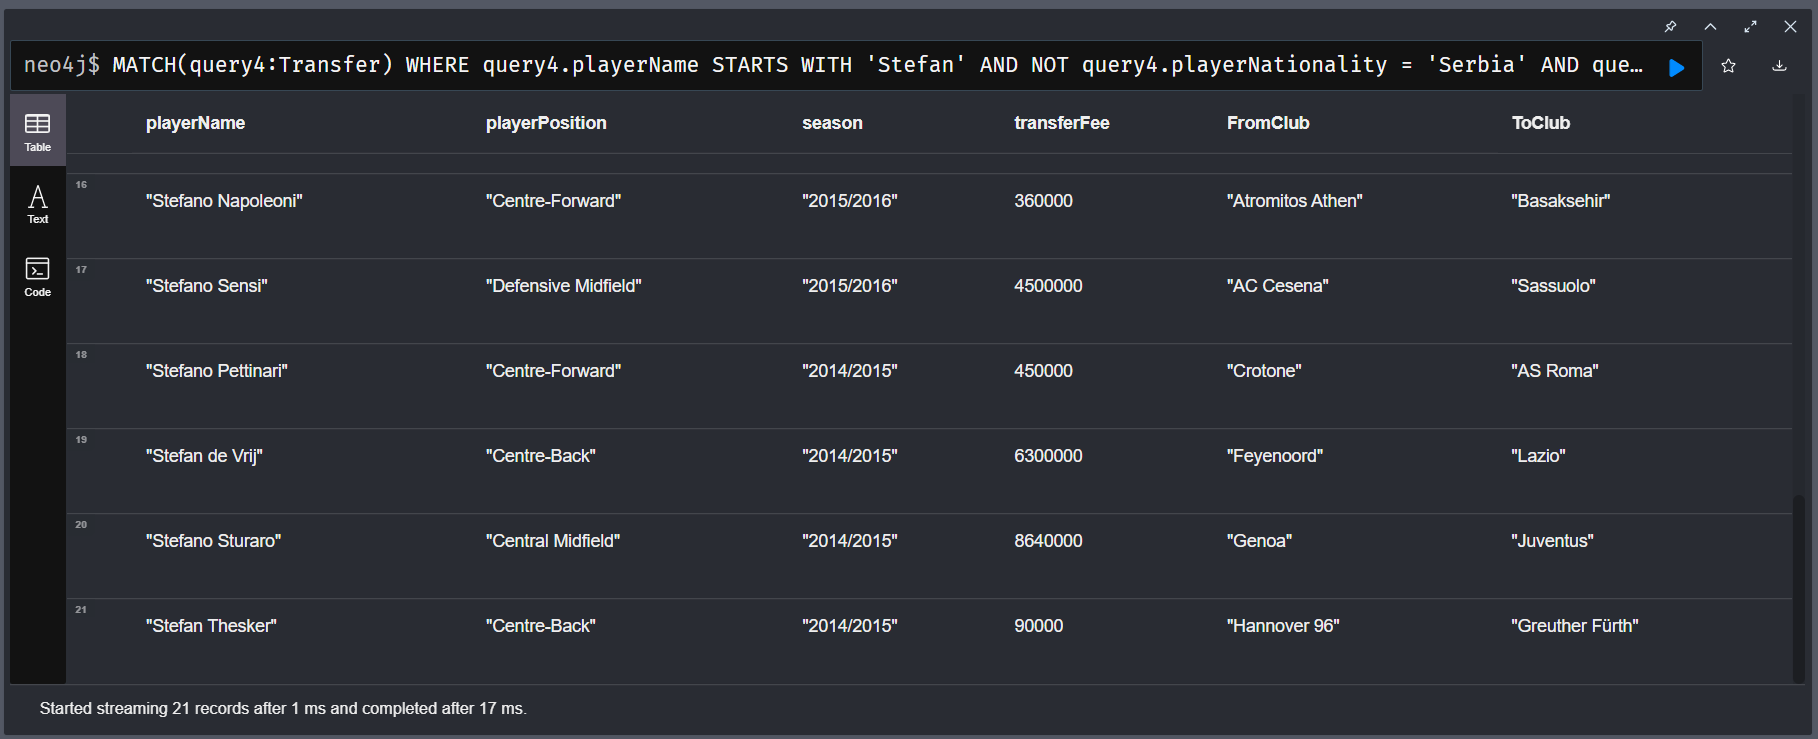 neo4j$ MATCH(query4:Transfer) WHERE query4.playerName STARTS WITH 'Stefan' AND NOT query4.playerNationality = 'Serbia' AND que…
Table
Text
Code
playerName playerPosition season transferFee FromClub ToClub
16 "Stefano Napoleoni" "Centre-Forward" "2015/2016" 360000 "Atromitos Athen" "Basaksehir"
17 "Stefano Sensi" "Defensive Midfield" "2015/2016" 4500000 "AC Cesena" "Sassuolo"
18 "Stefano Pettinari" "Centre-Forward" "2014/2015" 450000 "Crotone" "AS Roma"
19 "Stefan de Vrij" "Centre-Back" "2014/2015" 6300000 "Feyenoord" "Lazio"
20 "Stefano Sturaro" "Central Midfield" "2014/2015" 8640000 "Genoa" "Juventus"
21 "Stefan Thesker" "Centre-Back" "2014/2015" 90000 "Hannover 96" "Greuther Fürth"
Started streaming 21 records after 1 ms and completed after 17 ms.